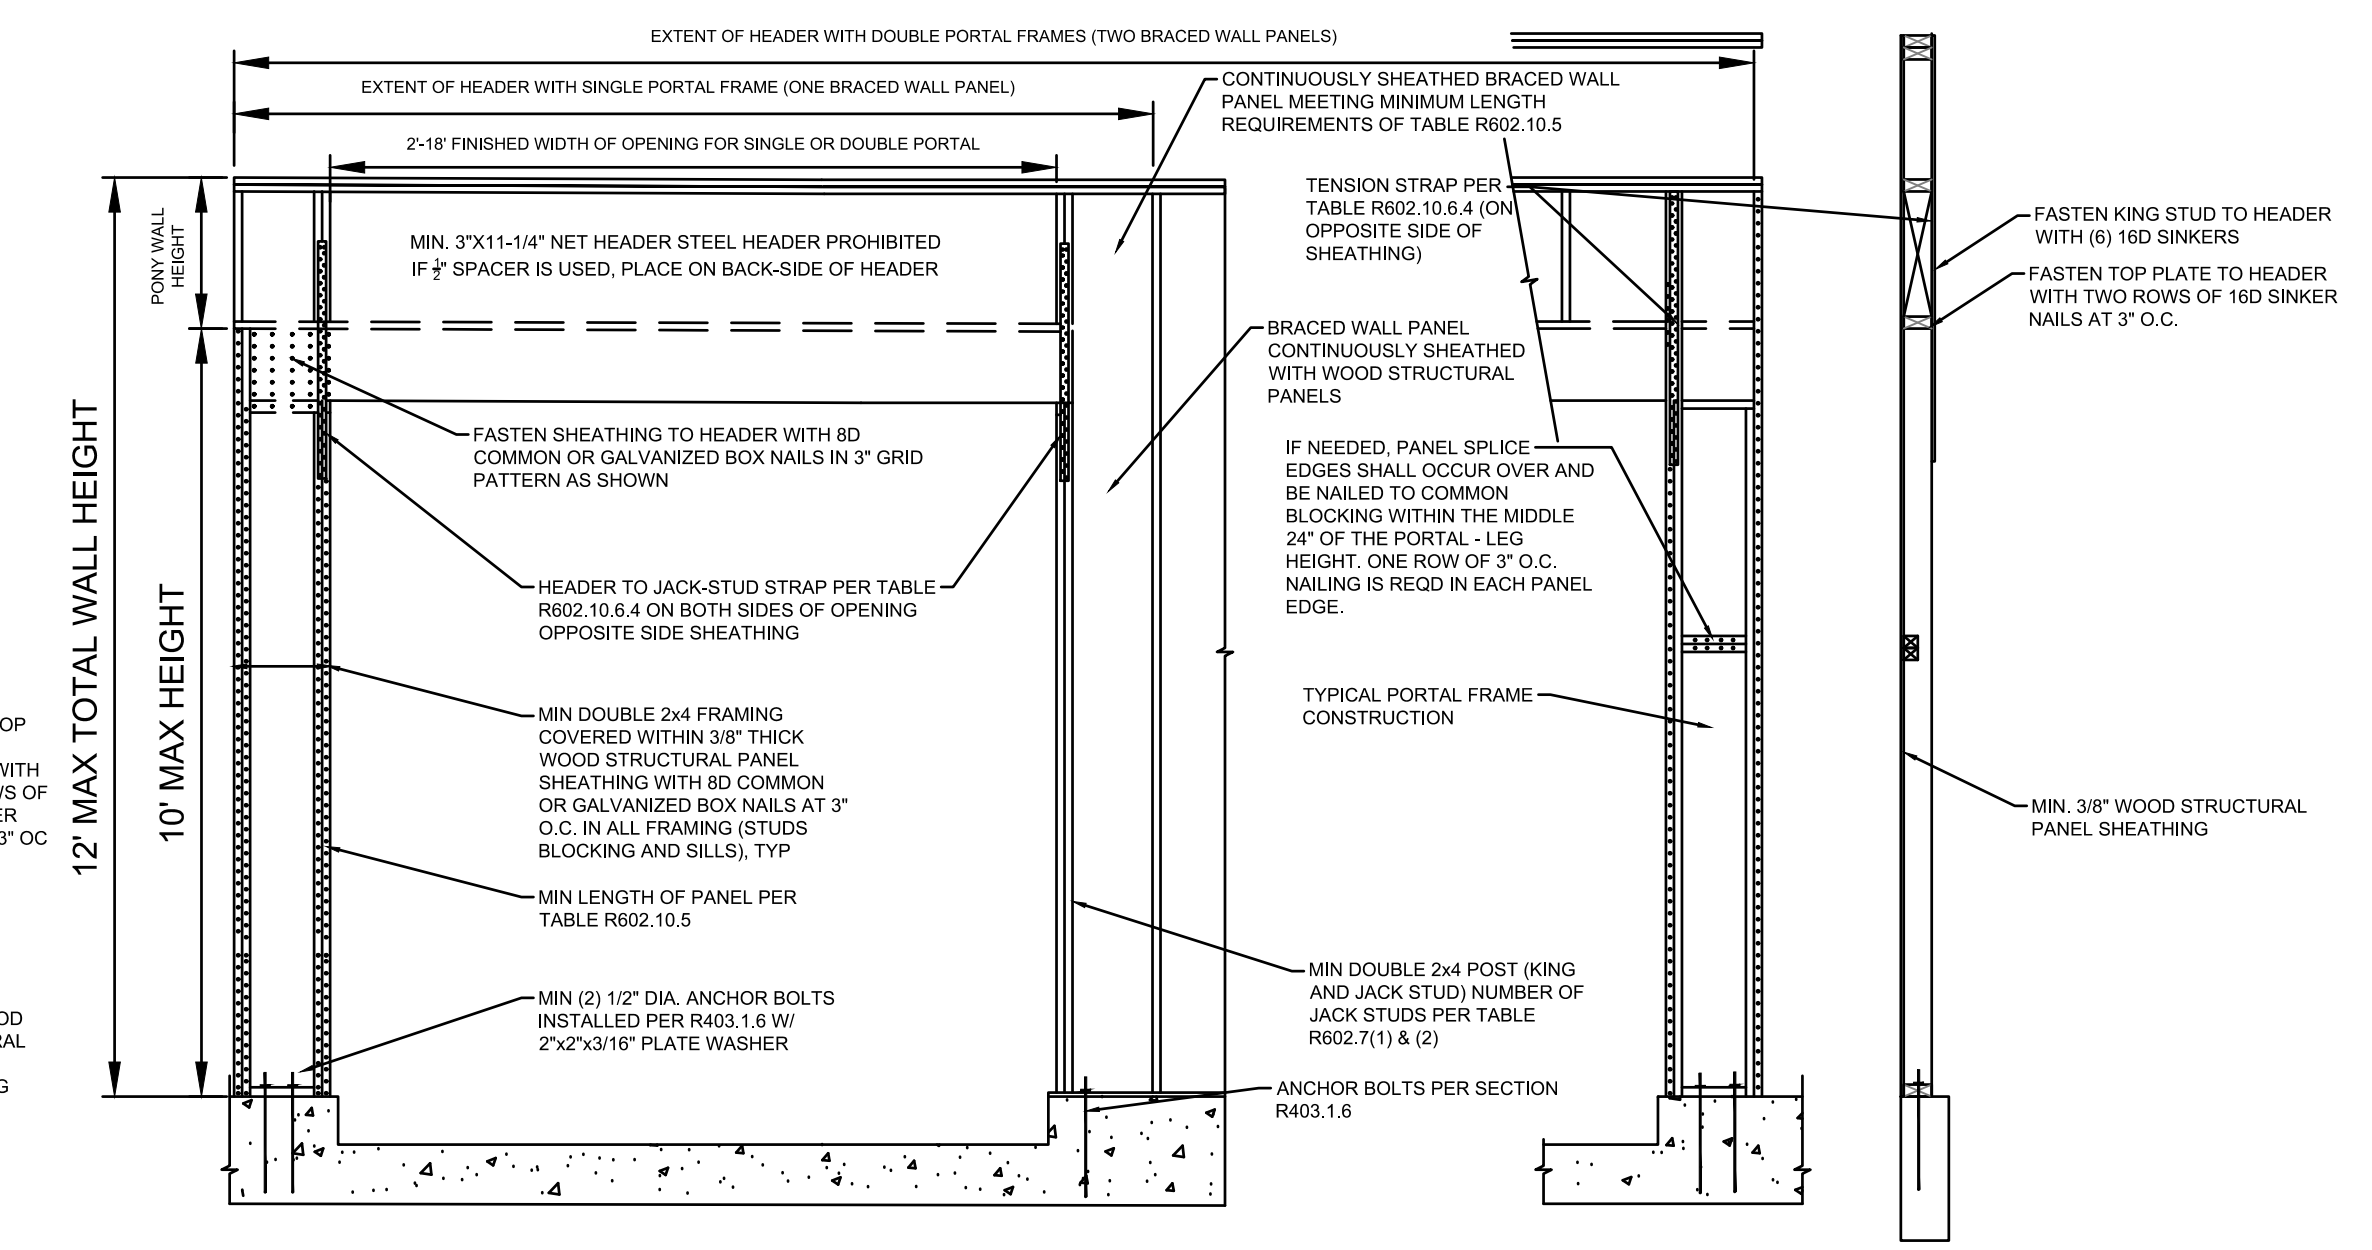 EXTENT OF HEADER WITH DOUBLE PORTAL FRAMES (TWO BRACED WALL PANELS)
EXTENT OF HEADER WITH SINGLE PORTAL FRAME (ONE BRACED WALL PANEL)
2'-18' FINISHED WIDTH OF OPENING FOR SINGLE OR DOUBLE PORTAL
CONTINUOUSLY SHEATHED BRACED WALL
PANEL MEETING MINIMUM LENGTH
REQUIREMENTS OF TABLE R602.10.5
PONY WALL
HEIGHT
MIN. 3"X11-1/4" NET HEADER STEEL HEADER PROHIBITED
IF 1/2" SPACER IS USED, PLACE ON BACK-SIDE OF HEADER
TENSION STRAP PER
TABLE R602.10.6.4 (ON
OPPOSITE SIDE OF
SHEATHING)
FASTEN KING STUD TO HEADER
WITH (6) 16D SINKERS
FASTEN TOP PLATE TO HEADER
WITH TWO ROWS OF 16D SINKER
NAILS AT 3" O.C.
BRACED WALL PANEL
CONTINUOUSLY SHEATHED
WITH WOOD STRUCTURAL
PANELS
12' MAX TOTAL WALL HEIGHT
10' MAX HEIGHT
FASTEN SHEATHING TO HEADER WITH 8D
COMMON OR GALVANIZED BOX NAILS IN 3" GRID
PATTERN AS SHOWN
IF NEEDED, PANEL SPLICE
EDGES SHALL OCCUR OVER AND
BE NAILED TO COMMON
BLOCKING WITHIN THE MIDDLE
24" OF THE PORTAL - LEG
HEIGHT. ONE ROW OF 3" O.C.
NAILING IS REQD IN EACH PANEL
EDGE.
HEADER TO JACK-STUD STRAP PER TABLE
R602.10.6.4 ON BOTH SIDES OF OPENING
OPPOSITE SIDE SHEATHING
MIN DOUBLE 2x4 FRAMING
COVERED WITHIN 3/8" THICK
WOOD STRUCTURAL PANEL
SHEATHING WITH 8D COMMON
OR GALVANIZED BOX NAILS AT 3"
O.C. IN ALL FRAMING (STUDS
BLOCKING AND SILLS), TYP
TYPICAL PORTAL FRAME
CONSTRUCTION
MIN. 3/8" WOOD STRUCTURAL
PANEL SHEATHING
OP
WITH
WS OF
ER
3" OC
MIN LENGTH OF PANEL PER
TABLE R602.10.5
MIN (2) 1/2" DIA. ANCHOR BOLTS
INSTALLED PER R403.1.6 W/
2"x2"x3/16" PLATE WASHER
MIN DOUBLE 2x4 POST (KING
AND JACK STUD) NUMBER OF
JACK STUDS PER TABLE
R602.7(1) & (2)
ANCHOR BOLTS PER SECTION
R403.1.6
OD
RAL
G